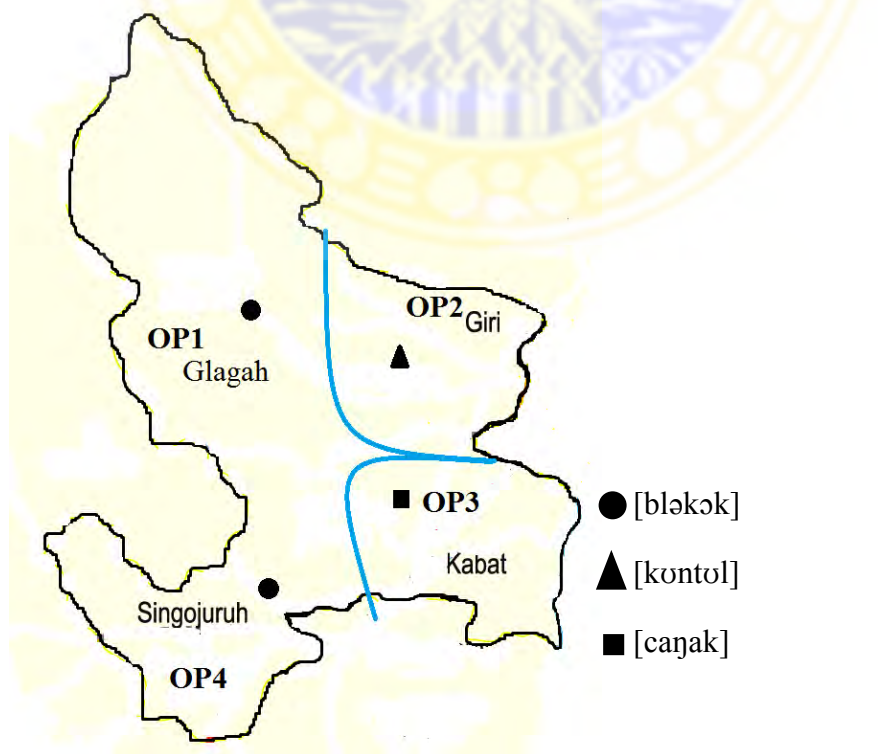 OP2 Giri
OP1
Glagah
OP3
Kabat
Singojuruh
OP4
[bləkɔk]
[kʊntʊl]
[caŋak]